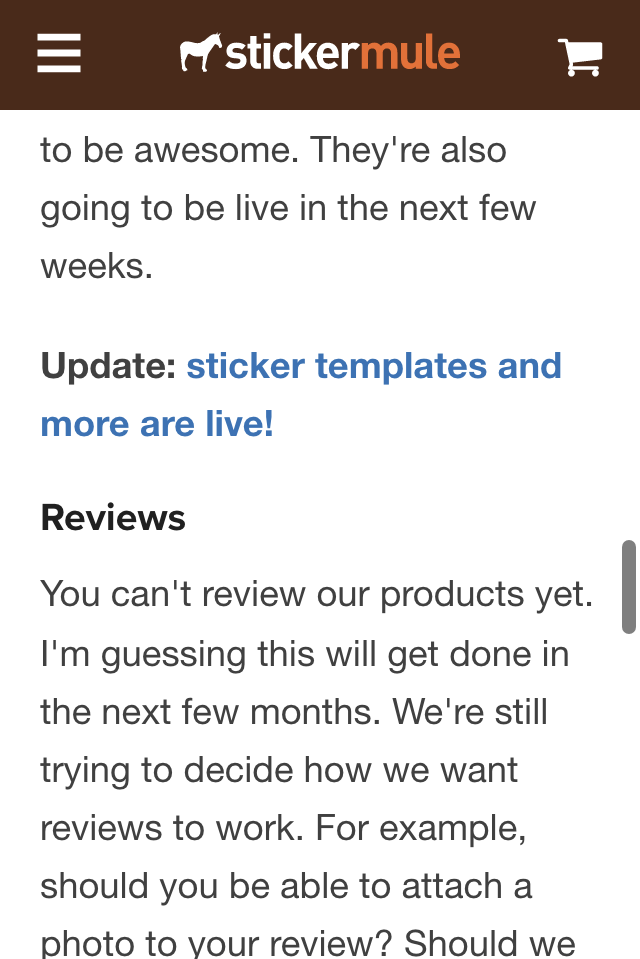 stickermule
to be awesome. They're also
going to be live in the next few
weeks.
Update: sticker templates and
more are live!
Reviews
You can't review our products yet.
I'm guessing this will get done in
the next few months. We're still
trying to decide how we want
reviews to work. For example,
should you be able to attach a
photo to your review? Should we